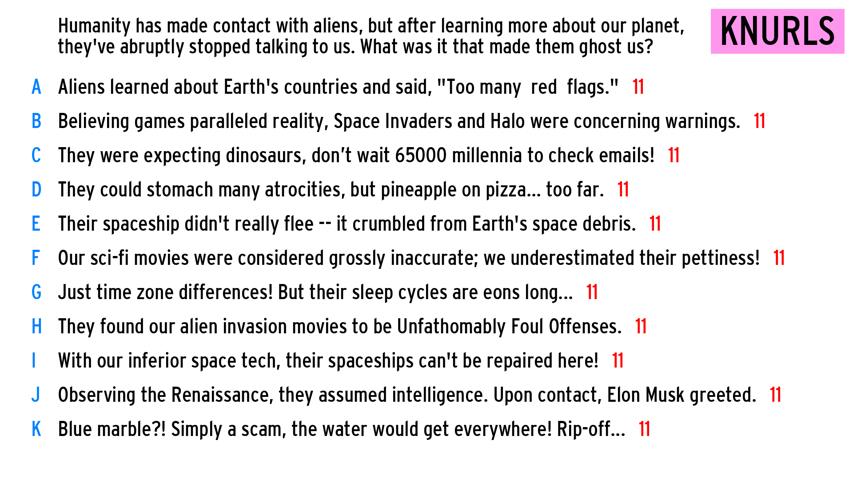 Humanity has made contact with aliens, but after learning more about our planet,
they've abruptly stopped talking to us. What was it that made them ghost us?
KNURLS
A Aliens learned about Earth's countries and said, "Too many red flags." 11
B Believing games paralleled reality, Space Invaders and Halo were concerning warnings. 11
C They were expecting dinosaurs, don’t wait 65000 millennia to check emails! 11
D They could stomach many atrocities, but pineapple on pizza... too far. 11
E Their spaceship didn't really flee -- it crumbled from Earth's space debris. 11
F Our sci-fi movies were considered grossly inaccurate; we underestimated their pettiness! 11
G Just time zone differences! But their sleep cycles are eons long... 11
H They found our alien invasion movies to be Unfathomably Foul Offenses. 11
I With our inferior space tech, their spaceships can't be repaired here! 11
J Observing the Renaissance, they assumed intelligence. Upon contact, Elon Musk greeted. 11
K Blue marble?! Simply a scam, the water would get everywhere! Rip-off... 11